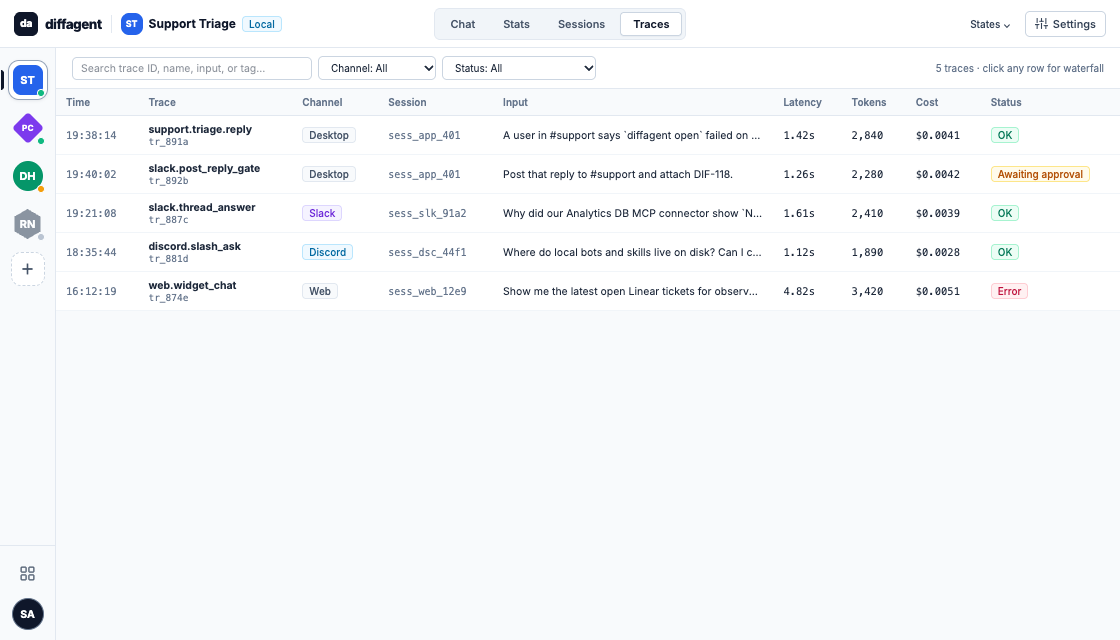 da diffagent ST Support Triage Local Chat Stats Sessions Traces States Settings
ST
PC
DH
RN
+
SA
Search trace ID, name, input, or tag... Channel: All Status: All 5 traces · click any row for waterfall
Time Trace Channel Session Input Latency Tokens Cost Status
19:38:14 support.triage.reply Desktop sess_app_401 A user in #support says `diffagent open` failed on ... 1.42s 2,840 $0.0041 OK
tr_891a
19:40:02 slack.post_reply_gate Desktop sess_app_401 Post that reply to #support and attach DIF-118. 1.26s 2,280 $0.0042 Awaiting approval
tr_892b
19:21:08 slack.thread_answer Slack sess_slk_91a2 Why did our Analytics DB MCP connector show `N... 1.61s 2,410 $0.0039 OK
tr_887c
18:35:44 discord.slash_ask Discord sess_dsc_44f1 Where do local bots and skills live on disk? Can I c... 1.12s 1,890 $0.0028 OK
tr_881d
16:12:19 web.widget_chat Web sess_web_12e9 Show me the latest open Linear tickets for observ... 4.82s 3,420 $0.0051 Error
tr_874e